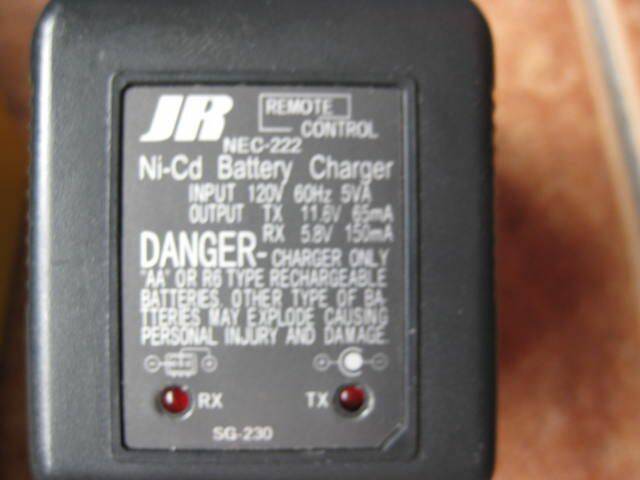 JR REMOTE CONTROL
NEC-222
Ni-Cd Battery Charger
INPUT 120V 60Hz 5VA
OUTPUT TX 11.6V 65mA
RX 5.8V 150mA
DANGER- CHARGER ONLY
"AA" OR R6 TYPE RECHARGEABLE
BATTERIES. OTHER TYPE OF BA-
TTERIES MAY EXPLODE CAUSING
PERSONAL INJURY AND DAMAGE.
RX TX
SG-230